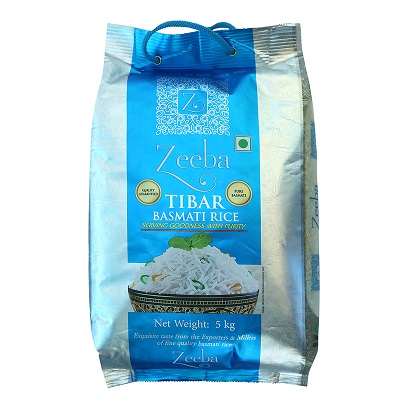 Z
Zeeba
QUALITY
GUARANTEED
PURE
BASMATI
TIBAR
BASMATI RICE
SERVING GOODNESS WITH PURITY
Net Weight: 5 kg
Exquisite taste from the Exporters & Millers
of fine quality basmati rice
Zeeba
Zeeba